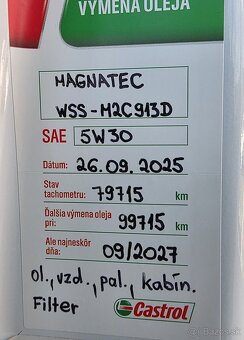 VÝMENA OLEJA
MAGNATEC
WSS-M2C913D
SAE 5W30
Dátum: 26.09.2025
Stav
tachometru: 79715 km
Ďalšia výmena oleja
pri: 99715 km
Ale najneskôr
dňa: 09/2027
ol., vzd., pal., kabín.
Filter
Castrol